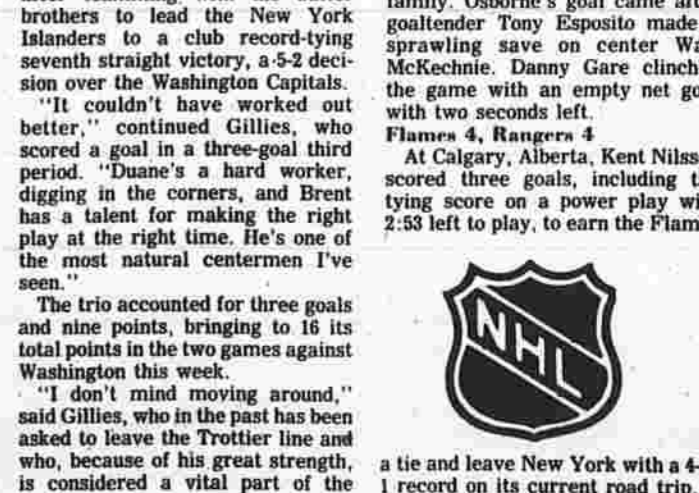 brothers to lead the New York
Islanders to a club record-tying
seventh straight victory, a 5-2 deci-
sion over the Washington Capitals.
"It couldn't have worked out
better," continued Gillies, who
scored a goal in a three-goal third
period. "Duane's a hard worker,
digging in the corners, and Brent
has a talent for making the right
play at the right time. He's one of
the most natural centermen I've
seen."
The trio accounted for three goals
and nine points, bringing to 16 its
total points in the two games against
Washington this week.
"I don't mind moving around,"
said Gillies, who in the past has been
asked to leave the Trottier line and
who, because of his great strength,
is considered a vital part of the
family. Osborne's goal came
goaltender Tony Esposito made
sprawling save on center
McKechnie. Danny Gare clinch
the game with an empty net go
with two seconds left.
Flames 4, Rangers 4
At Calgary, Alberta, Kent Nilss
scored three goals, including t
tying score on a power play wi
2:53 left to play, to earn the Flam
NHL
a tie and leave New York with a 4-
1 record on its current road trip.